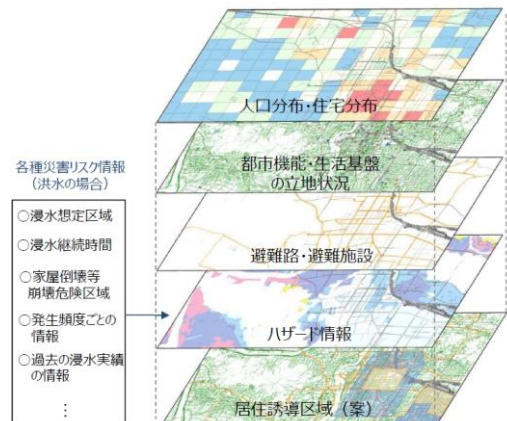 人口分布・住宅分布
都市機能・生活基盤
の立地状況
各種災害リスク情報
（洪水の場合）
○浸水想定区域
○浸水継続時間
○家屋倒壊等
崩壊危険区域
○発生頻度ごとの
情報
○過去の浸水実績
の情報
⋮
避難路・避難施設
ハザード情報
居住誘導区域（案）